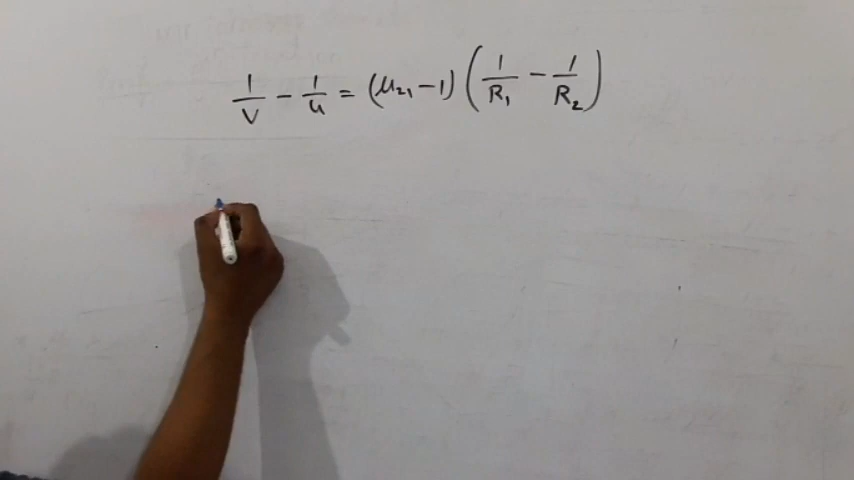 1/V - 1/u = (μ₂₁ - 1) (1/R₁ - 1/R₂)